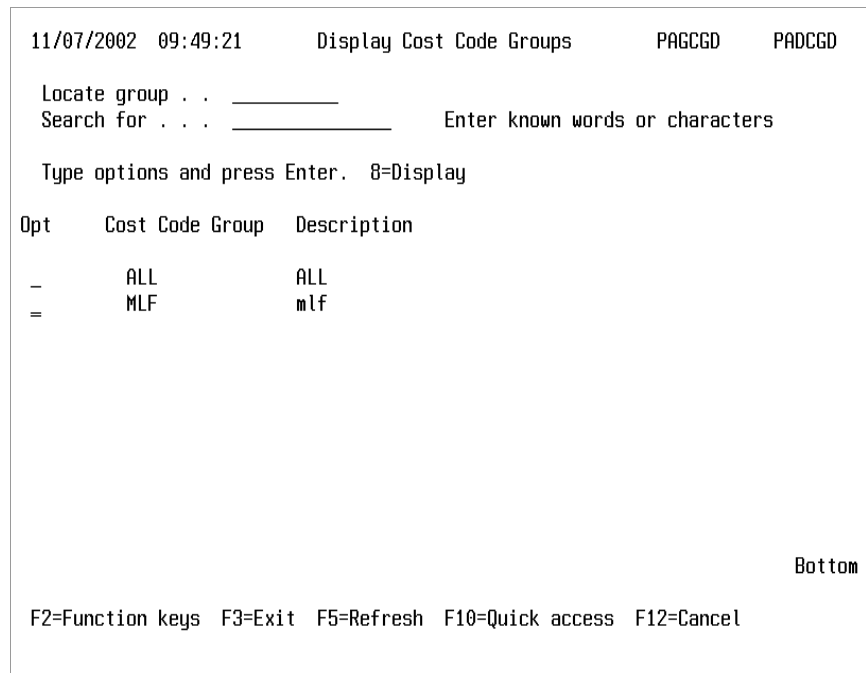 11/07/2002 09:49:21 Display Cost Code Groups PAGCGD PADCGD
Locate group . . __________
Search for . . . _______________ Enter known words or characters
Type options and press Enter. 8=Display
Opt Cost Code Group Description
_ ALL ALL
= MLF mlf
Bottom
F2=Function keys F3=Exit F5=Refresh F10=Quick access F12=Cancel